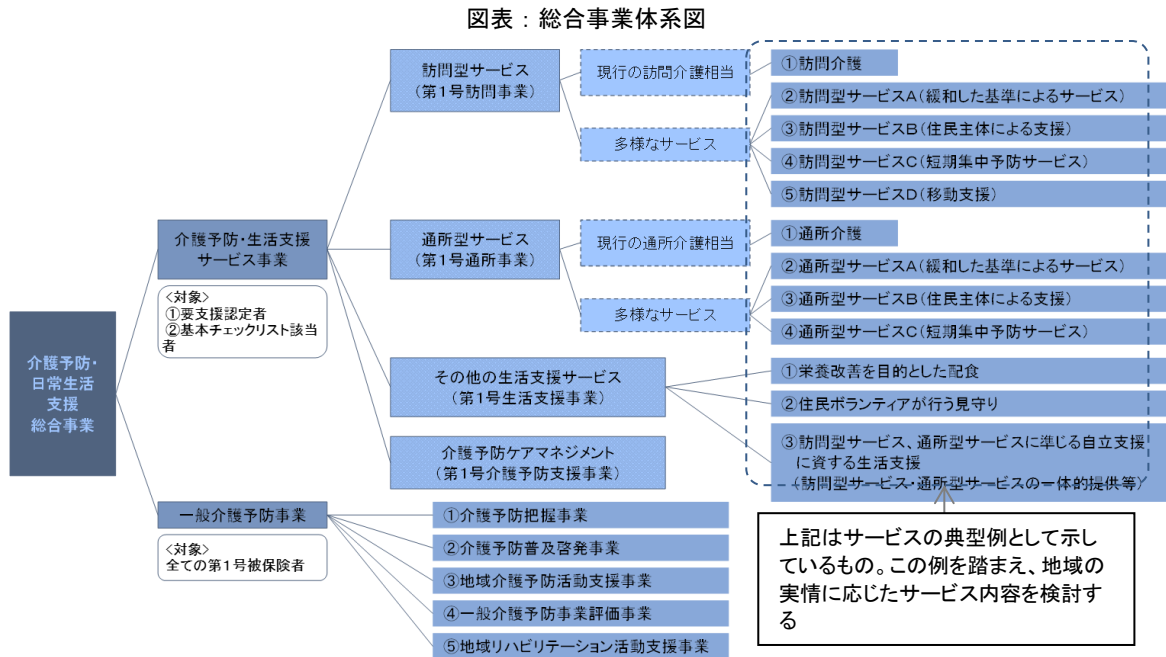 図表：総合事業体系図
介護予防・
日常生活
支援
総合事業
介護予防・生活支援
サービス事業
<対象>
①要支援認定者
②基本チェックリスト該当
者
訪問型サービス
(第１号訪問事業)
現行の訪問介護相当
①訪問介護
多様なサービス
②訪問型サービスA(緩和した基準によるサービス)
③訪問型サービスB(住民主体による支援)
④訪問型サービスC(短期集中予防サービス)
⑤訪問型サービスD(移動支援)
通所型サービス
(第１号通所事業)
現行の通所介護相当
①通所介護
多様なサービス
②通所型サービスA(緩和した基準によるサービス)
③通所型サービスB(住民主体による支援)
④通所型サービスC(短期集中予防サービス)
その他の生活支援サービス
(第１号生活支援事業)
①栄養改善を目的とした配食
②住民ボランティアが行う見守り
③訪問型サービス、通所型サービスに準じる自立支援
に資する生活支援
(訪問型サービス・通所型サービスの一体的提供等)
介護予防ケアマネジメント
(第１号介護予防支援事業)
一般介護予防事業
<対象>
全ての第１号被保険者
①介護予防把握事業
②介護予防普及啓発事業
③地域介護予防活動支援事業
④一般介護予防事業評価事業
⑤地域リハビリテーション活動支援事業
上記はサービスの典型例として示し
ているもの。この例を踏まえ、地域の
実情に応じたサービス内容を検討す
る